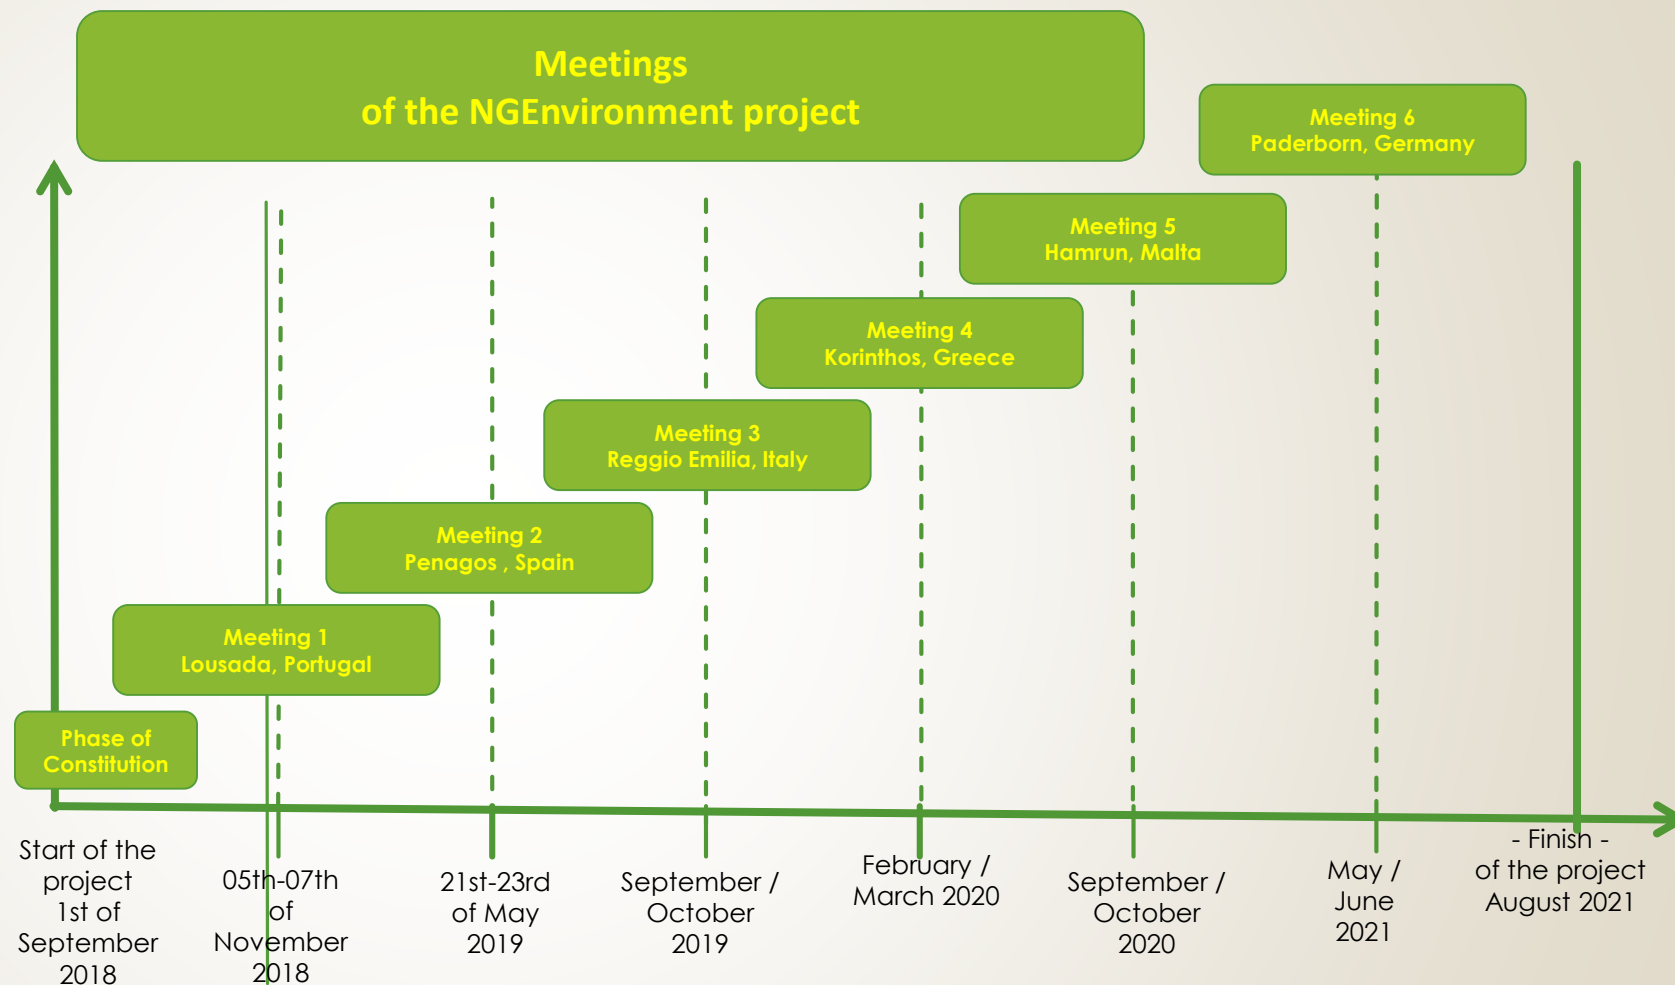 Meetings
of the NGEnvironment project
Meeting 6
Paderborn, Germany
Meeting 5
Hamrun, Malta
Meeting 4
Korinthos, Greece
Meeting 3
Reggio Emilia, Italy
Meeting 2
Penagos , Spain
Meeting 1
Lousada, Portugal
Phase of
Constitution
Start of the
project
1st of
September
2018
05th-07th
of
November
2018
21st-23rd
of May
2019
September /
October
2019
February /
March 2020
September /
October
2020
May /
June
2021
- Finish -
of the project
August 2021